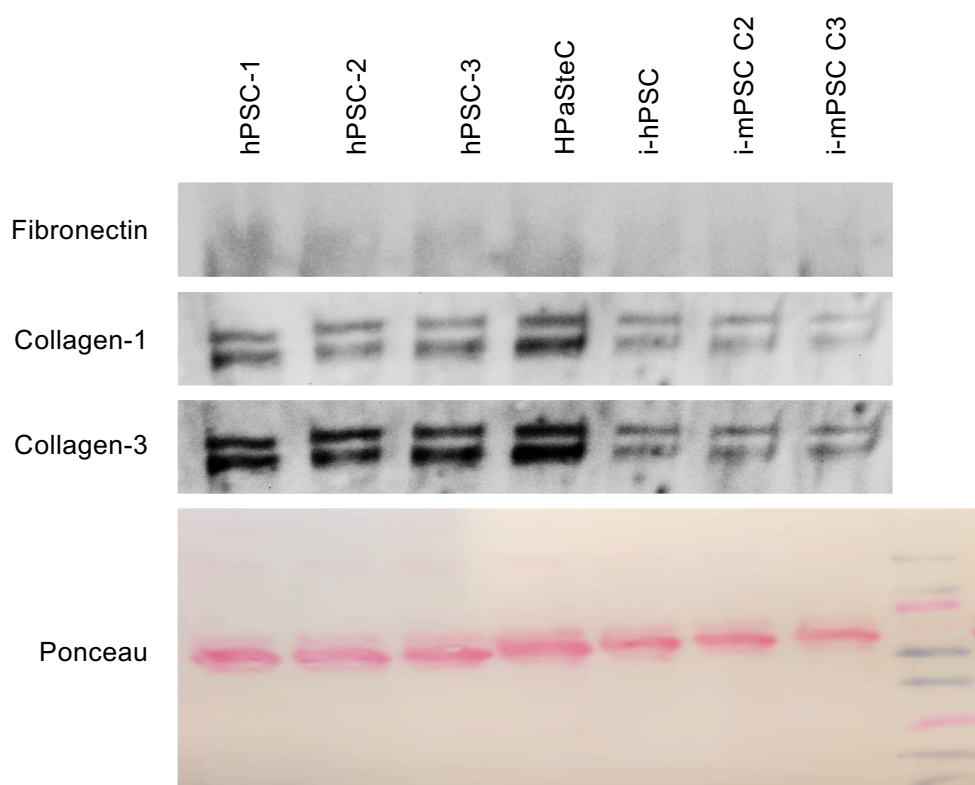 hPSC-1
hPSC-2
hPSC-3
HPaSteC
i-hPSC
i-mPSC C2
i-mPSC C3
Fibronectin
Collagen-1
Collagen-3
Ponceau